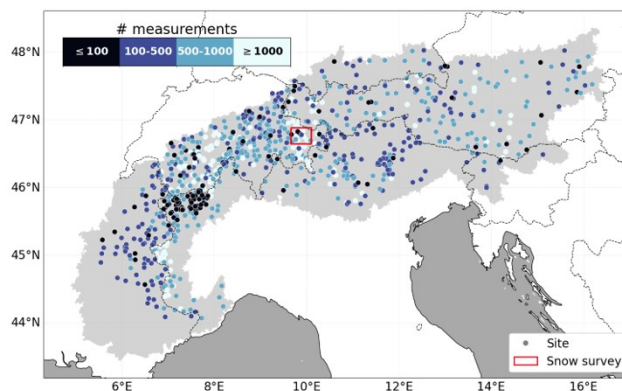 # measurements
≤ 100 100-500 500-1000 ≥ 1000
48°N
47°N
46°N
45°N
44°N
6°E 8°E 10°E 12°E 14°E 16°E
Site
Snow survey